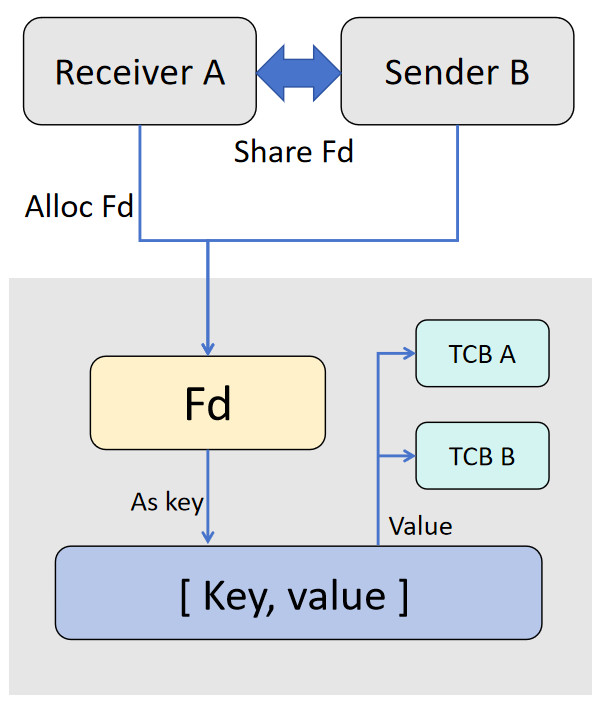 Receiver A
Sender B
Share Fd
Alloc Fd
Fd
TCB A
TCB B
As key
Value
[ Key, value ]